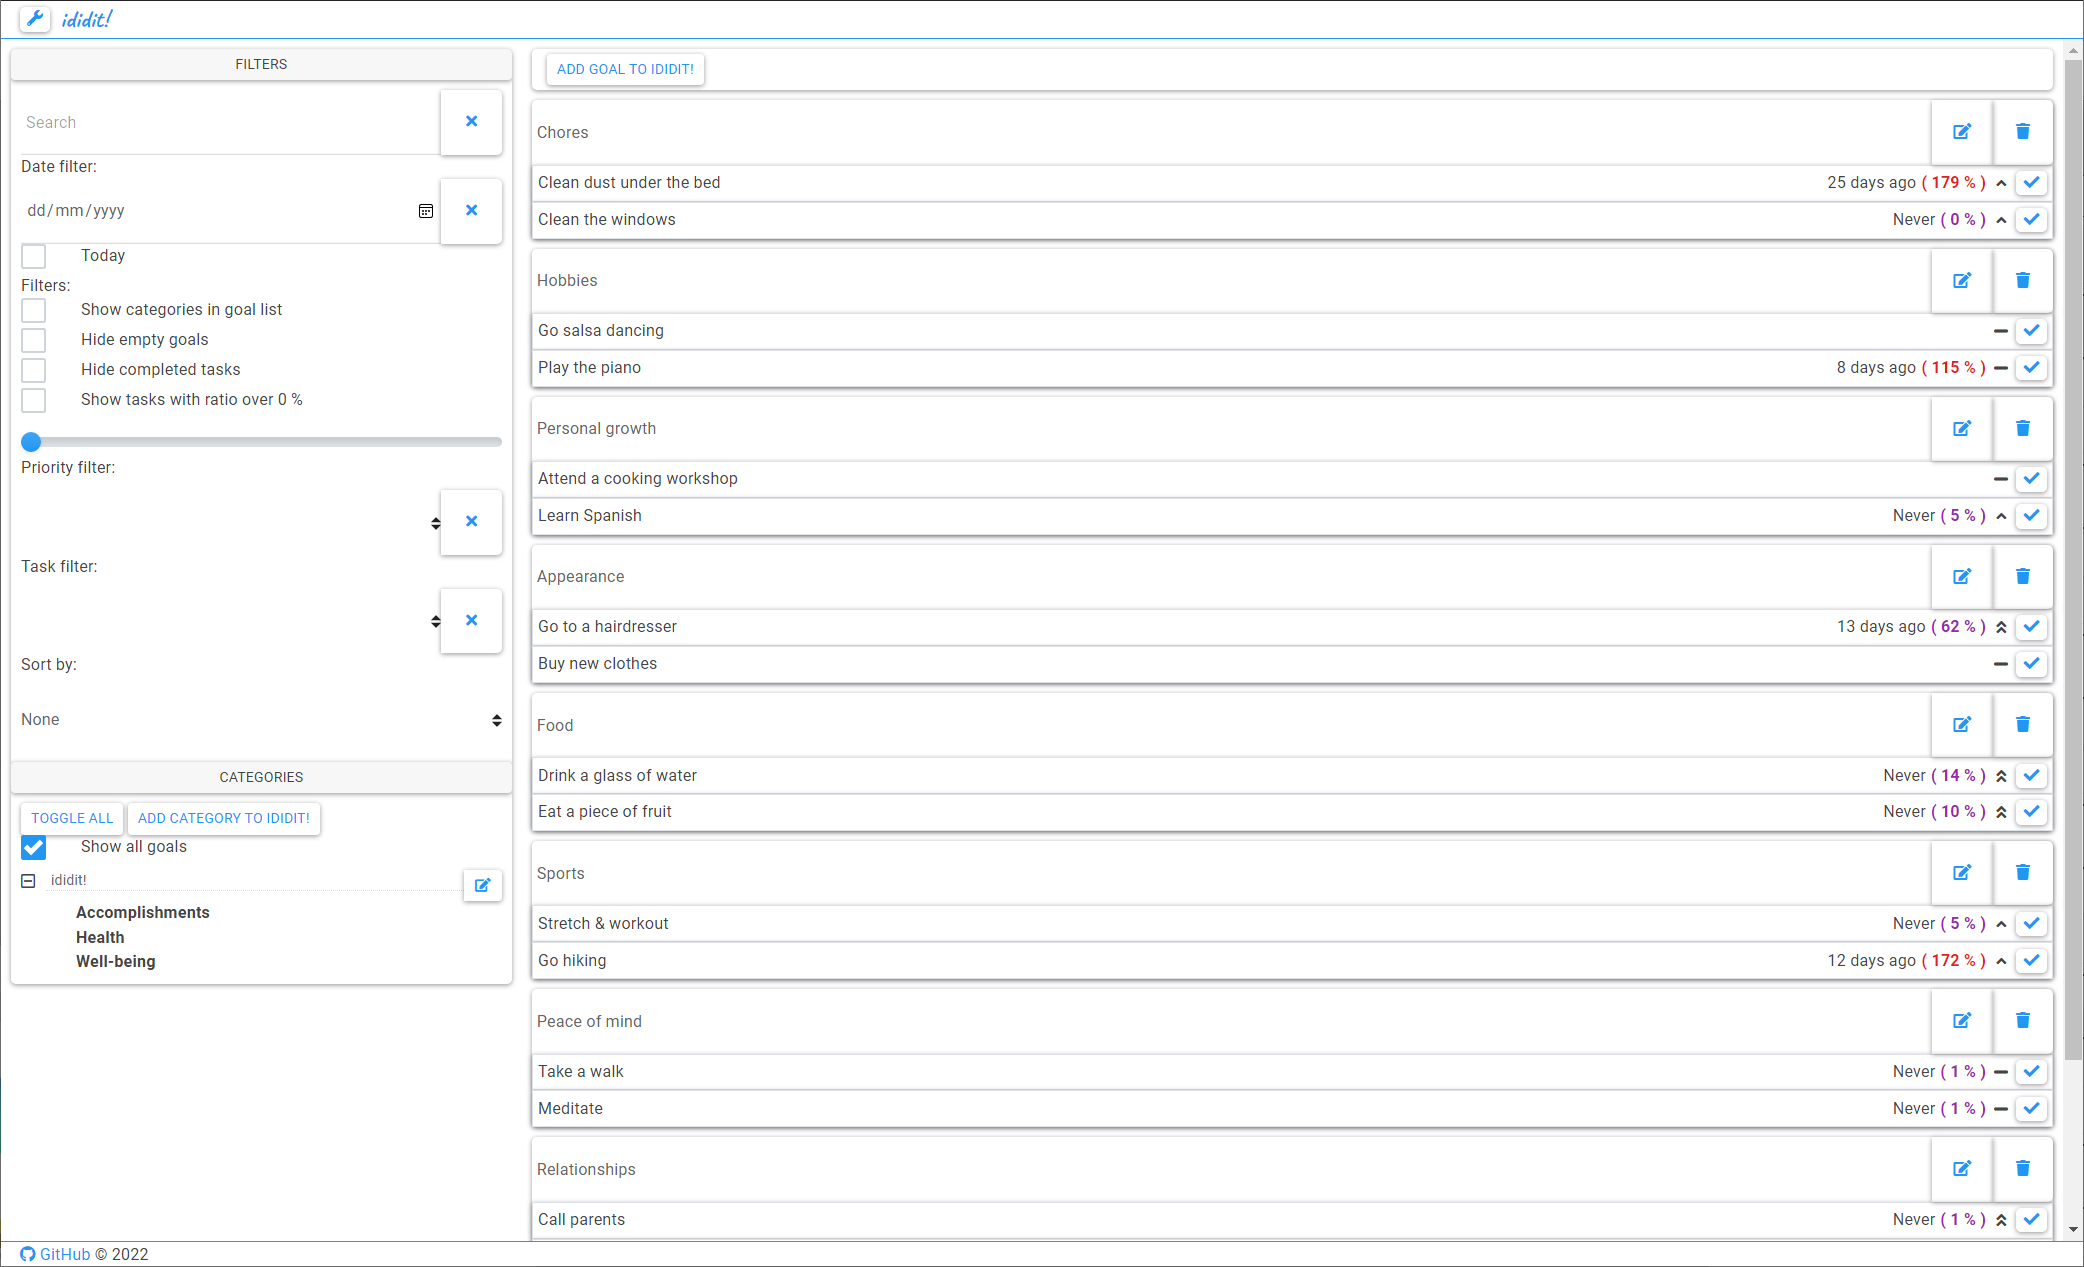 ididit!
FILTERS
Search
Date filter:
dd/mm/yyyy
Today
Filters:
Show categories in goal list
Hide empty goals
Hide completed tasks
Show tasks with ratio over 0 %
Priority filter:
Task filter:
Sort by:
None
CATEGORIES
TOGGLE ALL ADD CATEGORY TO IDIDIT!
Show all goals
ididit!
Accomplishments
Health
Well-being
ADD GOAL TO IDIDIT!
Chores
Clean dust under the bed 25 days ago ( 179 % )
Clean the windows Never ( 0 % )
Hobbies
Go salsa dancing
Play the piano 8 days ago ( 115 % )
Personal growth
Attend a cooking workshop
Learn Spanish Never ( 5 % )
Appearance
Go to a hairdresser 13 days ago ( 62 % )
Buy new clothes
Food
Drink a glass of water Never ( 14 % )
Eat a piece of fruit Never ( 10 % )
Sports
Stretch & workout Never ( 5 % )
Go hiking 12 days ago ( 172 % )
Peace of mind
Take a walk Never ( 1 % )
Meditate Never ( 1 % )
Relationships
Call parents Never ( 1 % )
GitHub © 2022